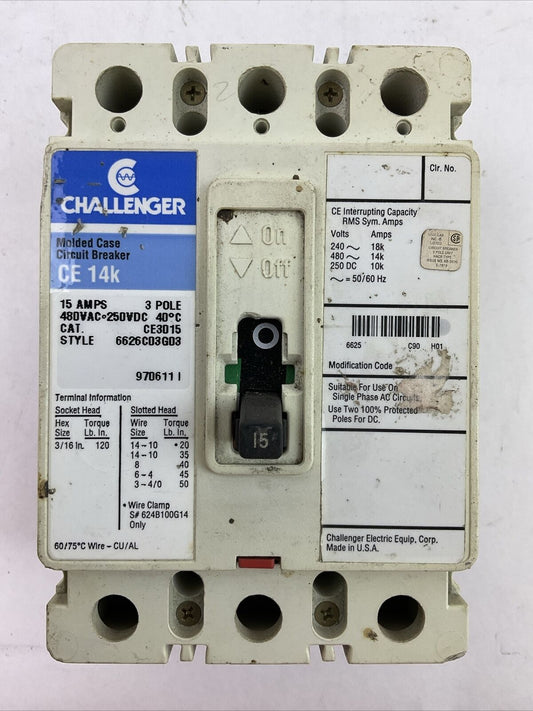 CHALLENGER
Molded Case
Circuit Breaker
CE 14k
15 AMPS 3 POLE
480VAC•250VDC 40°C
CAT. CE3015
STYLE 6626C03G03
970611 I
Terminal Information
Socket Head Slotted Head
Hex Torque Wire Torque
Size Lb. In. Size Lb. In.
3/16 In. 120 14–10 •20
14–10 35
8 40
6–4 45
3–4/0 50
• Wire Clamp
S# 624B100G14
Only
60/75°C Wire – CU/AL
2
On
Off
15
Clr. No.
CE Interrupting Capacity
RMS Sym. Amps
Volts Amps
240 ~ 18k
480 ~ 14k
250 DC 10k
~ = 50/60 Hz
6625 C90 H01
Modification Code
Suitable For Use On
Single Phase AC Circuits
Use Two 100% Protected
Poles For DC.
Challenger Electric Equip. Corp.
Made in U.S.A.